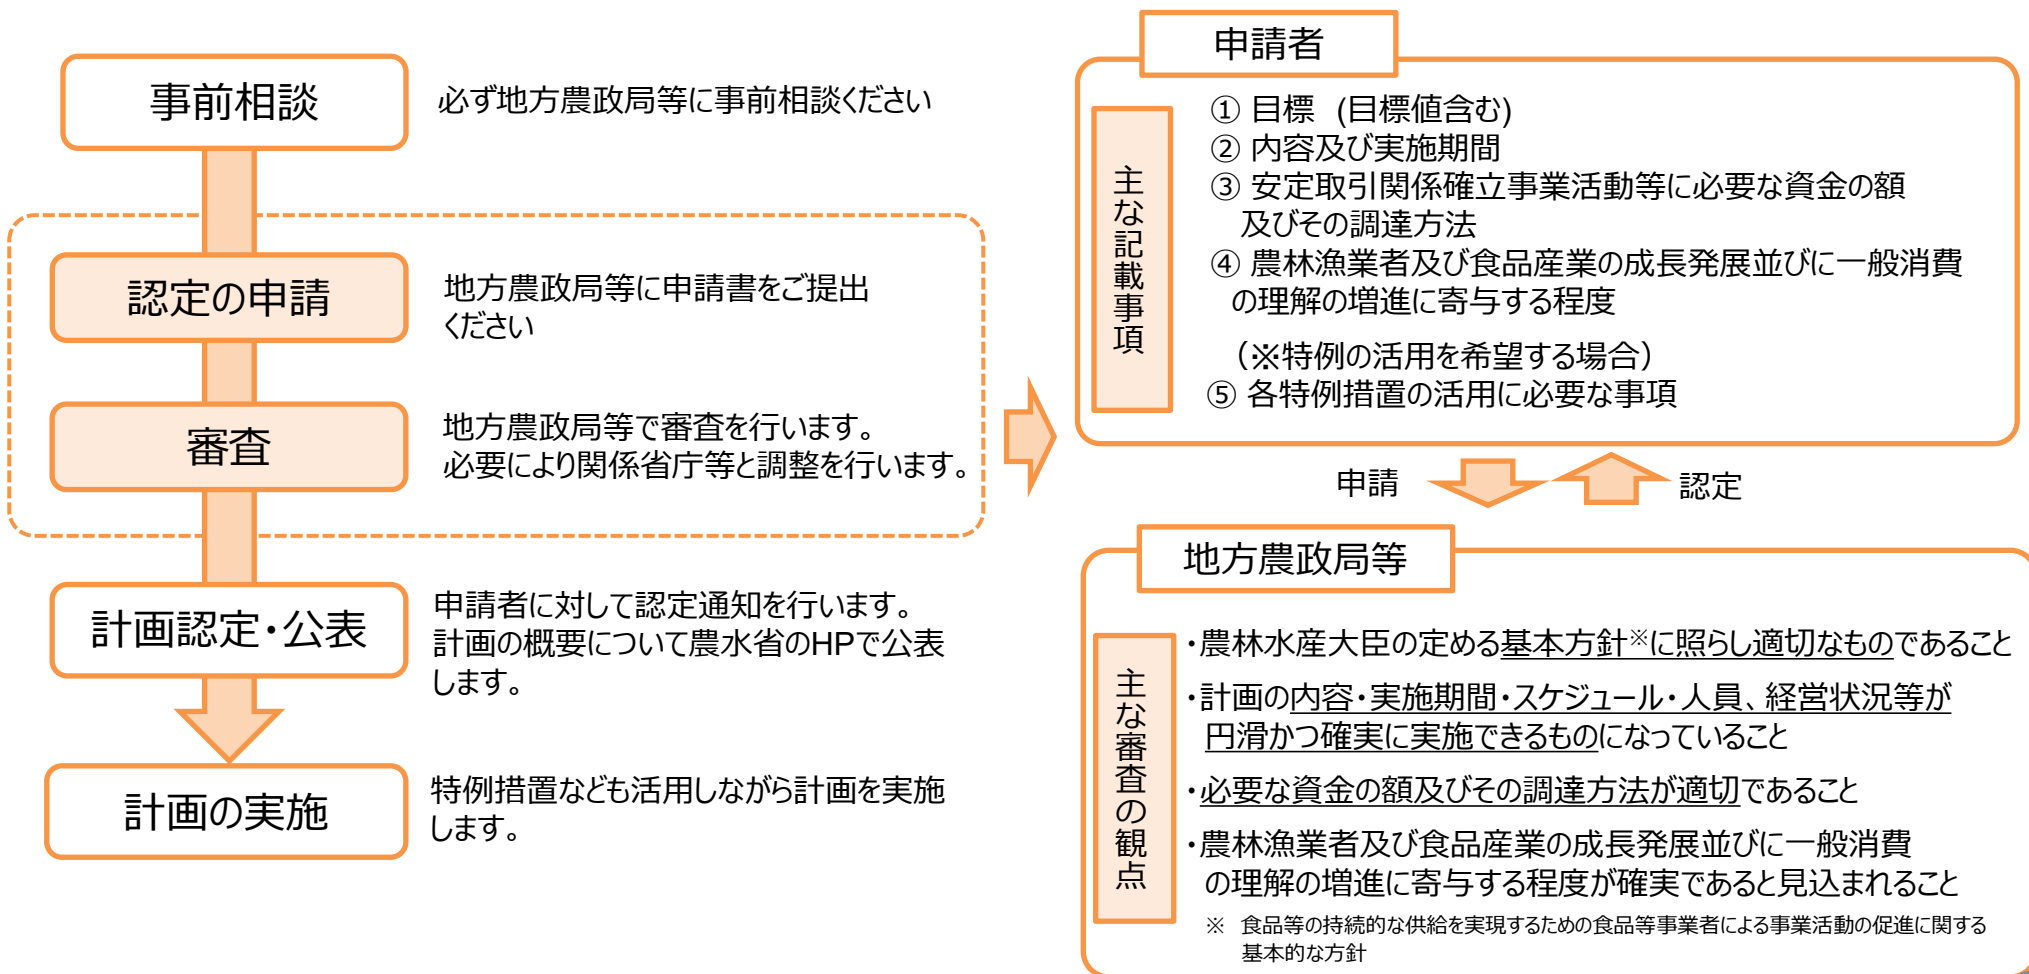 事前相談
必ず地方農政局等に事前相談ください
認定の申請
地方農政局等に申請書をご提出
ください
審査
地方農政局等で審査を行います。
必要により関係省庁等と調整を行います。
計画認定・公表
申請者に対して認定通知を行います。
計画の概要について農水省のHPで公表
します。
計画の実施
特例措置なども活用しながら計画を実施
します。
申請者
主な記載事項
① 目標 (目標値含む)
② 内容及び実施期間
③ 安定取引関係確立事業活動等に必要な資金の額
及びその調達方法
④ 農林漁業者及び食品産業の成長発展並びに一般消費
の理解の増進に寄与する程度
（※特例の活用を希望する場合）
⑤ 各特例措置の活用に必要な事項
申請
認定
地方農政局等
主な審査の観点
・農林水産大臣の定める基本方針※に照らし適切なものであること
・計画の内容・実施期間・スケジュール・人員、経営状況等が
円滑かつ確実に実施できるものになっていること
・必要な資金の額及びその調達方法が適切であること
・農林漁業者及び食品産業の成長発展並びに一般消費
の理解の増進に寄与する程度が確実であると見込まれること
※ 食品等の持続的な供給を実現するための食品等事業者による事業活動の促進に関する
基本的な方針